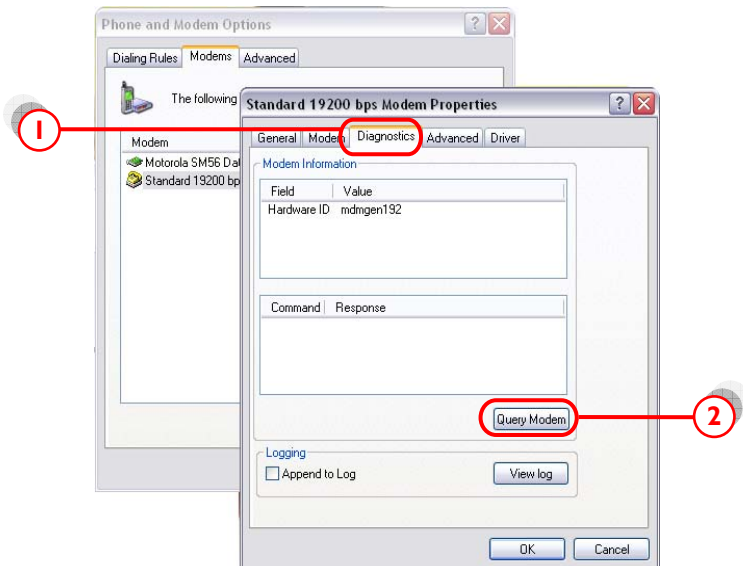 Phone and Modem Options
Dialing Rules Modems Advanced
The following
Modem
Motorola SM56 Dat
Standard 19200 bp
1
Standard 19200 bps Modem Properties
General Modem Diagnostics Advanced Driver
Modem Information
Field Value
Hardware ID mdmgen192
Command Response
Query Modem
2
Logging
Append to Log
View log
OK Cancel